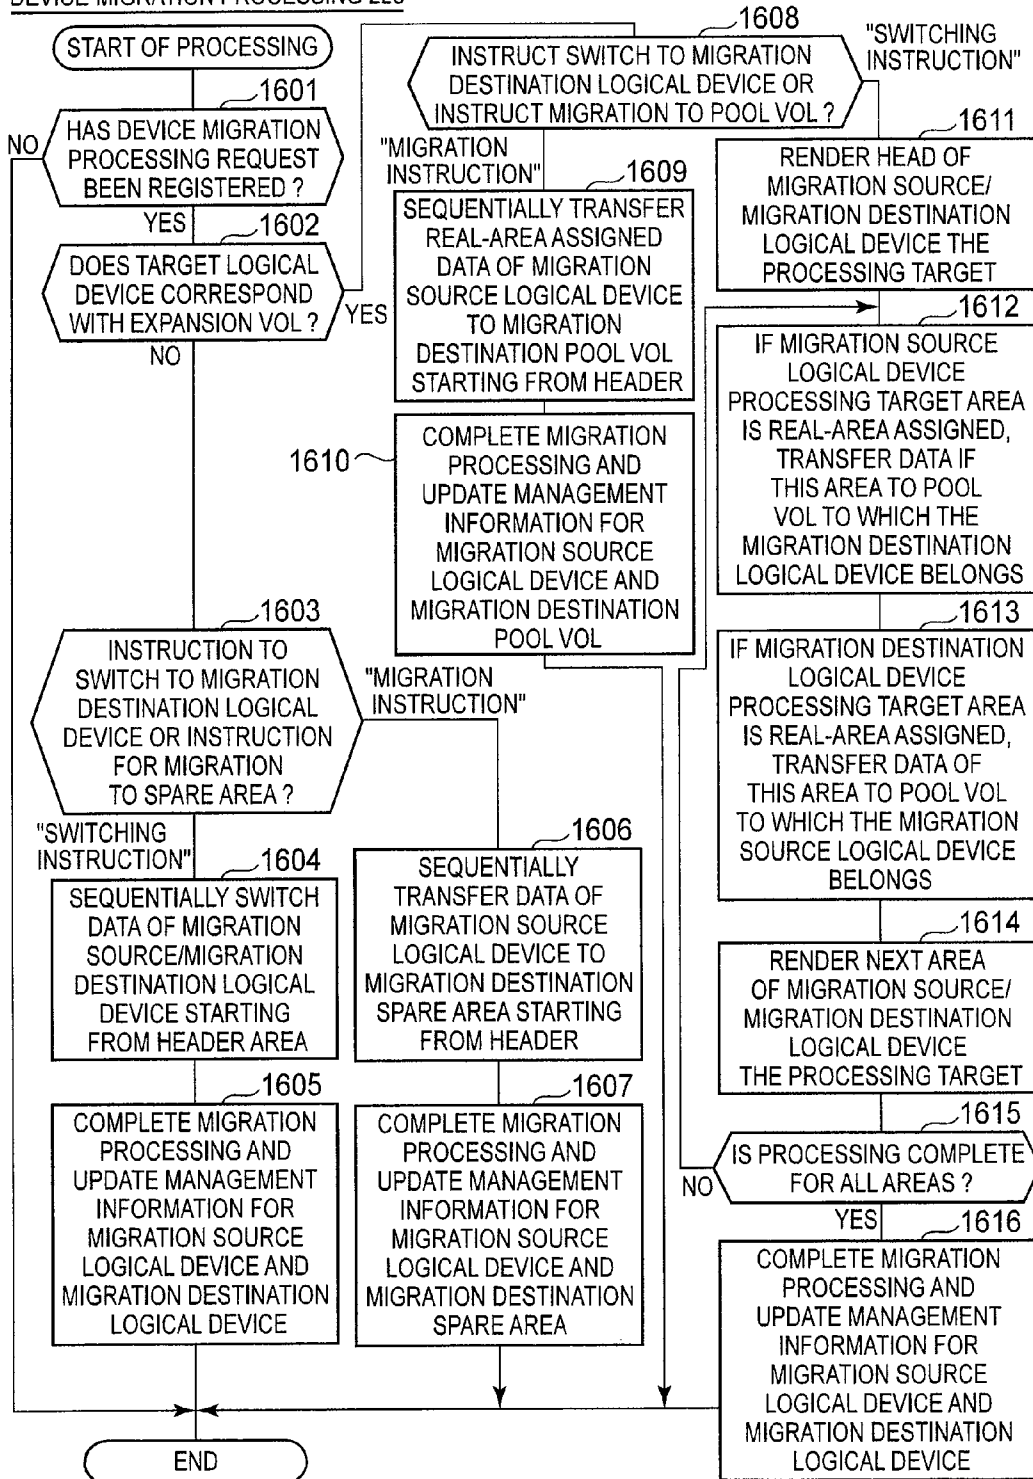 START OF PROCESSING
1601
HAS DEVICE MIGRATION
PROCESSING REQUEST
BEEN REGISTERED ?
NO
YES
1602
DOES TARGET LOGICAL
DEVICE CORRESPOND
WITH EXPANSION VOL ?
YES
NO
1603
INSTRUCTION TO
SWITCH TO MIGRATION
DESTINATION LOGICAL
DEVICE OR INSTRUCTION
FOR MIGRATION
TO SPARE AREA ?
"MIGRATION
INSTRUCTION"
"SWITCHING
INSTRUCTION"
1604
SEQUENTIALLY SWITCH
DATA OF MIGRATION
SOURCE/MIGRATION
DESTINATION LOGICAL
DEVICE STARTING
FROM HEADER AREA
1605
COMPLETE MIGRATION
PROCESSING AND
UPDATE MANAGEMENT
INFORMATION FOR
MIGRATION SOURCE
LOGICAL DEVICE AND
MIGRATION DESTINATION
LOGICAL DEVICE
1606
SEQUENTIALLY
TRANSFER DATA OF
MIGRATION SOURCE
LOGICAL DEVICE TO
MIGRATION DESTINATION
SPARE AREA STARTING
FROM HEADER
1607
COMPLETE MIGRATION
PROCESSING AND
UPDATE MANAGEMENT
INFORMATION FOR
MIGRATION SOURCE
LOGICAL DEVICE AND
MIGRATION DESTINATION
SPARE AREA
1608
INSTRUCT SWITCH TO MIGRATION
DESTINATION LOGICAL DEVICE OR
INSTRUCT MIGRATION TO POOL VOL ?
"MIGRATION
INSTRUCTION"
"SWITCHING
INSTRUCTION"
1609
SEQUENTIALLY TRANSFER
REAL-AREA ASSIGNED
DATA OF MIGRATION
SOURCE LOGICAL DEVICE
TO MIGRATION
DESTINATION POOL VOL
STARTING FROM HEADER
1610
COMPLETE MIGRATION
PROCESSING AND
UPDATE MANAGEMENT
INFORMATION FOR
MIGRATION SOURCE
LOGICAL DEVICE AND
MIGRATION DESTINATION
POOL VOL
1611
RENDER HEAD OF
MIGRATION SOURCE/
MIGRATION DESTINATION
LOGICAL DEVICE THE
PROCESSING TARGET
1612
IF MIGRATION SOURCE
LOGICAL DEVICE
PROCESSING TARGET AREA
IS REAL-AREA ASSIGNED,
TRANSFER DATA IF
THIS AREA TO POOL
VOL TO WHICH THE
MIGRATION DESTINATION
LOGICAL DEVICE BELONGS
1613
IF MIGRATION DESTINATION
LOGICAL DEVICE
PROCESSING TARGET AREA
IS REAL-AREA ASSIGNED,
TRANSFER DATA OF
THIS AREA TO POOL VOL
TO WHICH THE MIGRATION
SOURCE LOGICAL DEVICE
BELONGS
1614
RENDER NEXT AREA
OF MIGRATION SOURCE/
MIGRATION DESTINATION
LOGICAL DEVICE
THE PROCESSING TARGET
1615
IS PROCESSING COMPLETE
FOR ALL AREAS ?
NO
YES
1616
COMPLETE MIGRATION
PROCESSING AND
UPDATE MANAGEMENT
INFORMATION FOR
MIGRATION SOURCE
LOGICAL DEVICE AND
MIGRATION DESTINATION
LOGICAL DEVICE
END